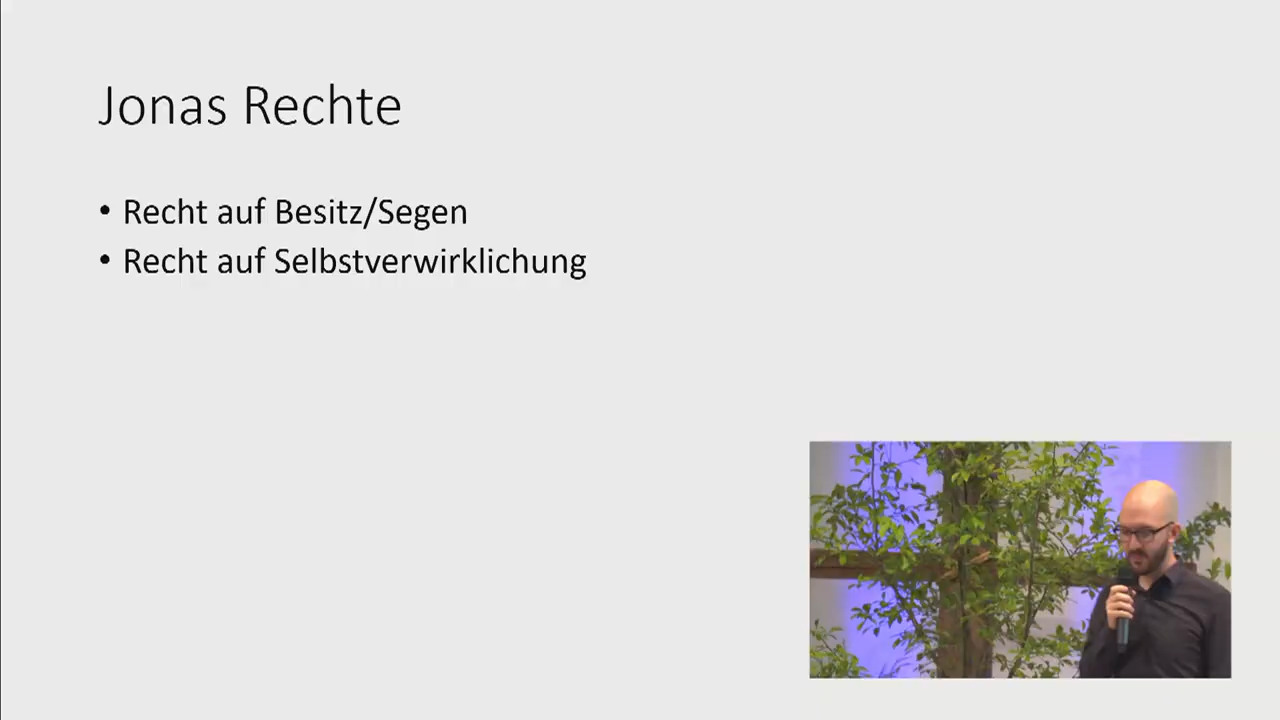 Jonas Rechte
• Recht auf Besitz/Segen
• Recht auf Selbstverwirklichung